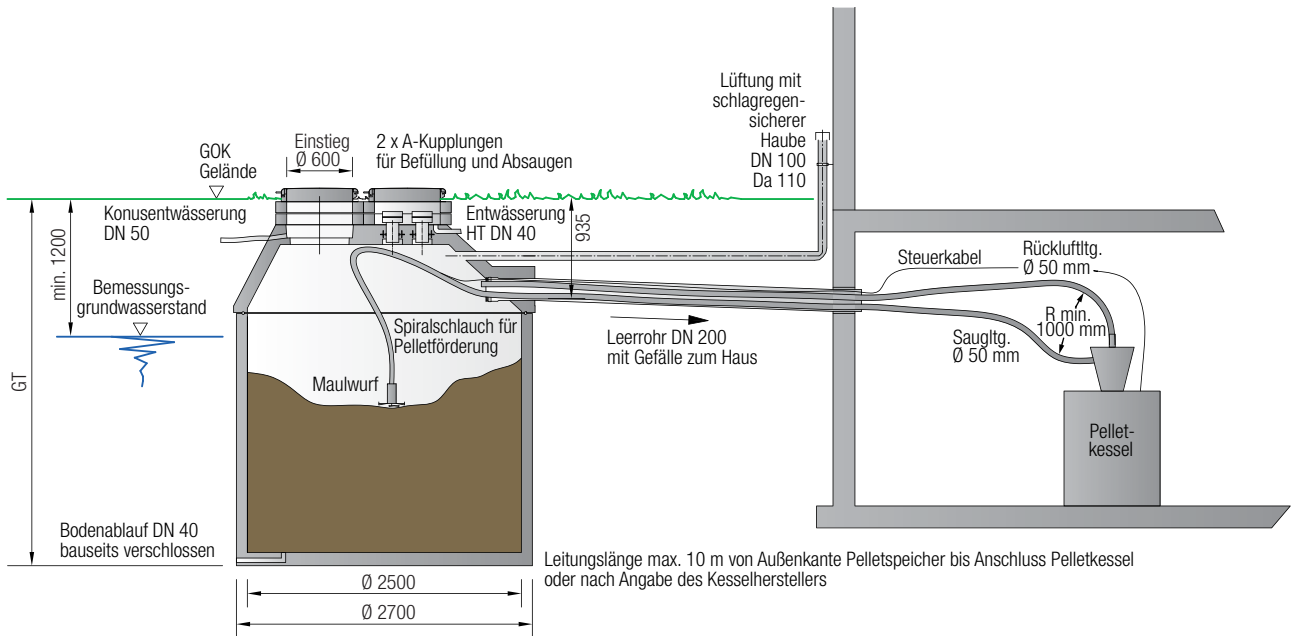 Lüftung mit
schlagregen-
sicherer
Haube
DN 100
Da 110
GOK
Gelände
Einstieg
Ø 600
2 x A-Kupplungen
für Befüllung und Absaugen
Konusentwässerung
DN 50
Entwässerung
HT DN 40
935
min. 1200
Steuerkabel
Rückluftltg.
Ø 50 mm
Bemessungs-
grundwasserstand
R min.
1000 mm
Spiralschlauch für
Pelletförderung
Leerrohr DN 200
mit Gefälle zum Haus
Saugltg.
Ø 50 mm
GT
Maulwurf
Pellet-
kessel
Bodenablauf DN 40
bauseits verschlossen
Leitungslänge max. 10 m von Außenkante Pelletspeicher bis Anschluss Pelletkessel
oder nach Angabe des Kesselherstellers
Ø 2500
Ø 2700